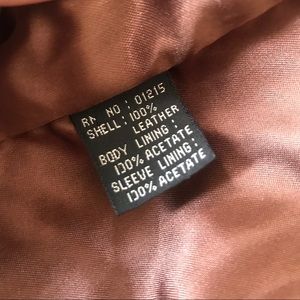 RN NO : 01215
SHELL: 100%
LEATHER
BODY LINING :
100% ACETATE
SLEEVE LINING :
100% ACETATE